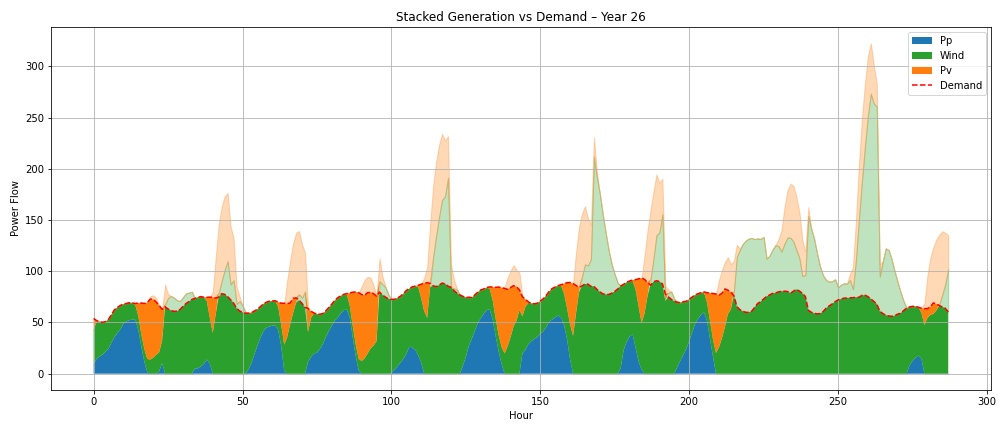 Stacked Generation vs Demand – Year 26
Pp
Wind
Pv
Demand
Power Flow
300
250
200
150
100
50
0
0 50 100 150 200 250 300
Hour